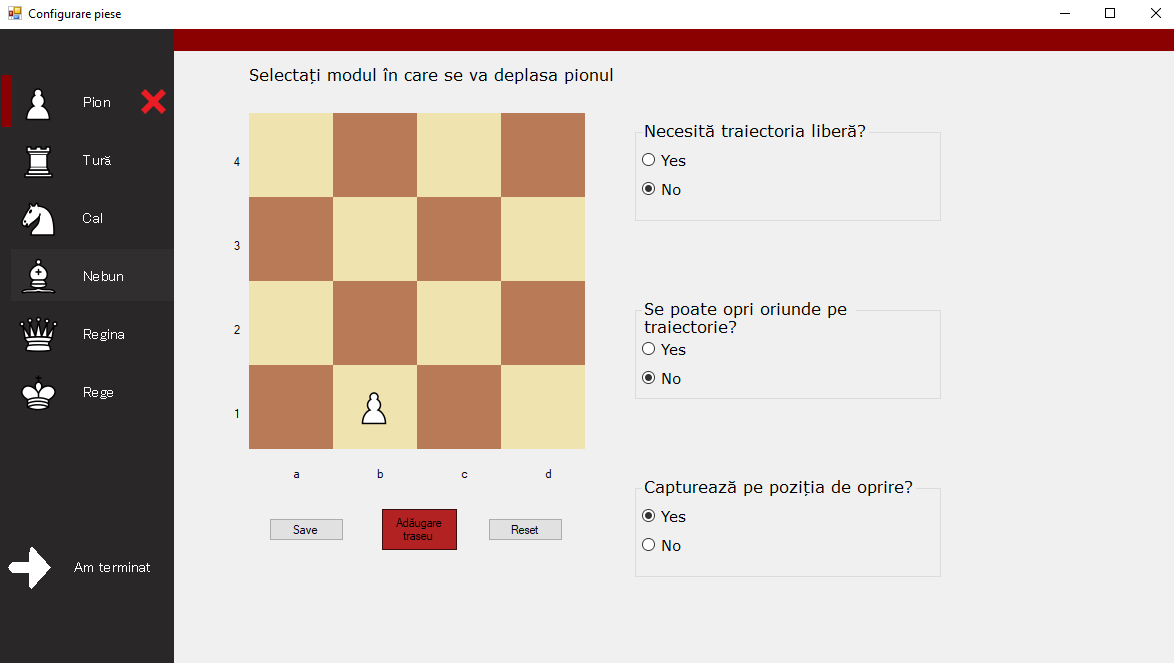 Configurare piese
Pion
Tură
Cal
Nebun
Regina
Rege
Am terminat
Selectați modul în care se va deplasa pionul
4
3
2
1
a b c d
Save
Adăugare
traseu
Reset
Necesită traiectoria liberă?
Yes
No
Se poate opri oriunde pe
traiectorie?
Yes
No
Capturează pe poziția de oprire?
Yes
No